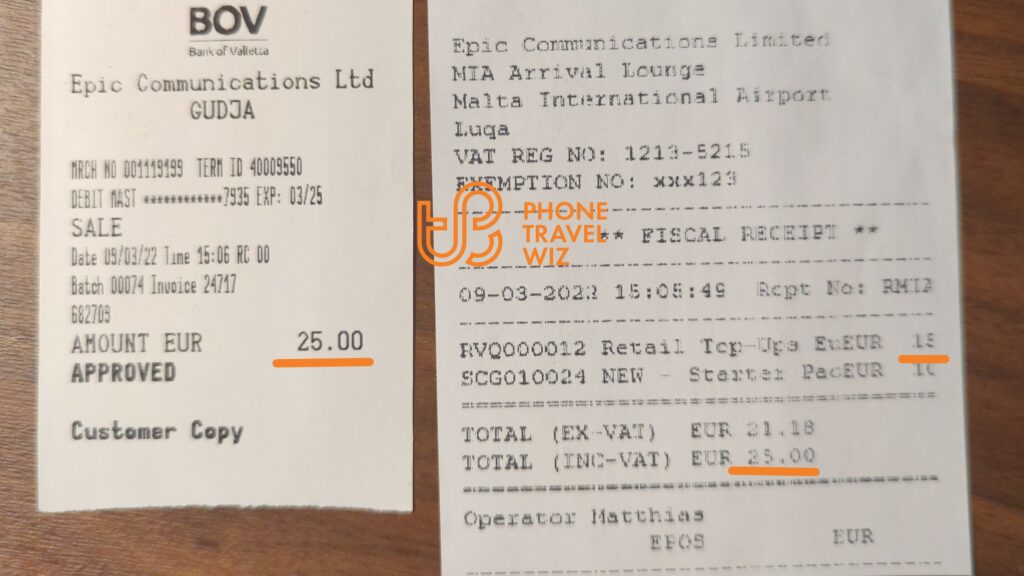 BOV
Bank of Valletta
Epic Communications Ltd
GUDJA
MRCH NO 001119199 TERM ID 40009550
DEBIT MAST ************7935 EXP: 03/25
SALE
Date 09/03/22 Time 15:06 RC 00
Batch 00074 Invoice 24717
682709
AMOUNT EUR 25.00
APPROVED
Customer Copy
Epic Communications Limited
MIA Arrival Lounge
Malta International Airport
Luqa
VAT REG NO: 1213-5215
EXEMPTION NO: xxx123
PHONE
TRAVEL
WIZ
** FISCAL RECEIPT **
09-03-2022 15:05:49 Rcpt No: RMIA
RVQ000012 Retail Top-Ups EuEUR 15
SCG010024 NEW - Starter PacEUR 10
TOTAL (EX-VAT) EUR 21.18
TOTAL (INC-VAT) EUR 25.00
Operator Matthias
EPOS EUR